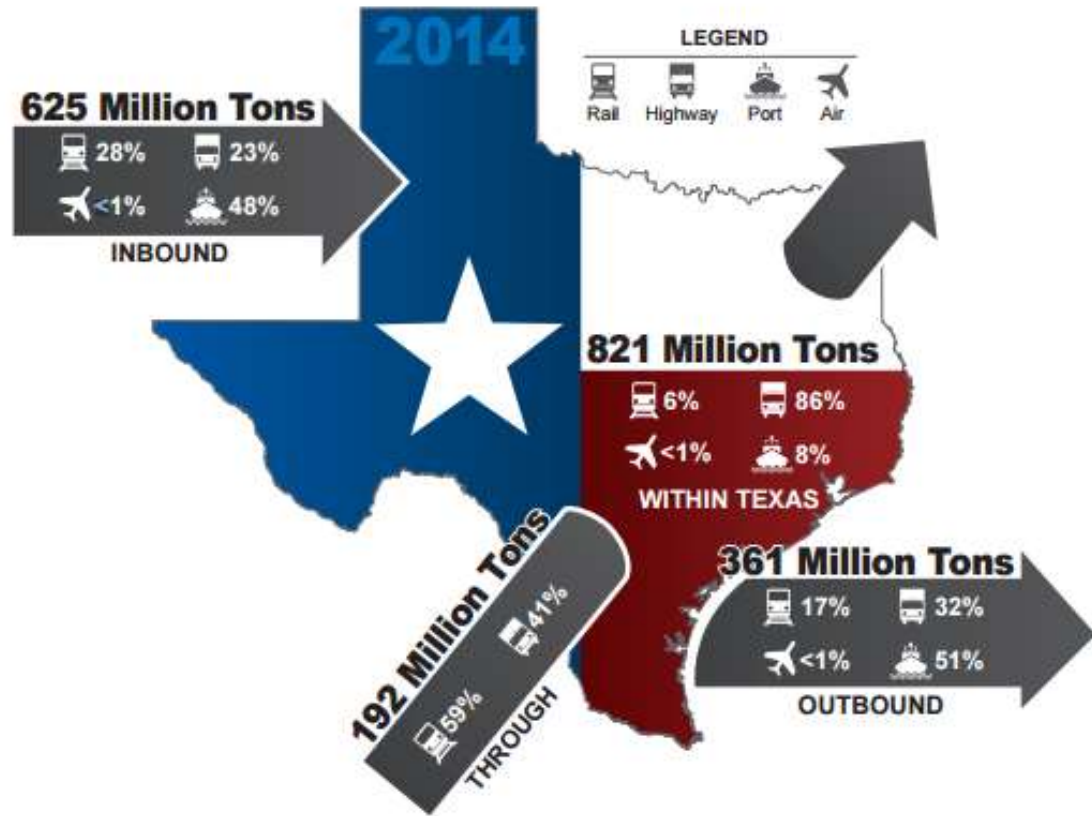 2014
LEGEND
Rail Highway Port Air
625 Million Tons
28% 23%
<1% 48%
INBOUND
821 Million Tons
6% 86%
<1% 8%
WITHIN TEXAS
192 Million Tons
59% 41%
THROUGH
361 Million Tons
17% 32%
<1% 51%
OUTBOUND